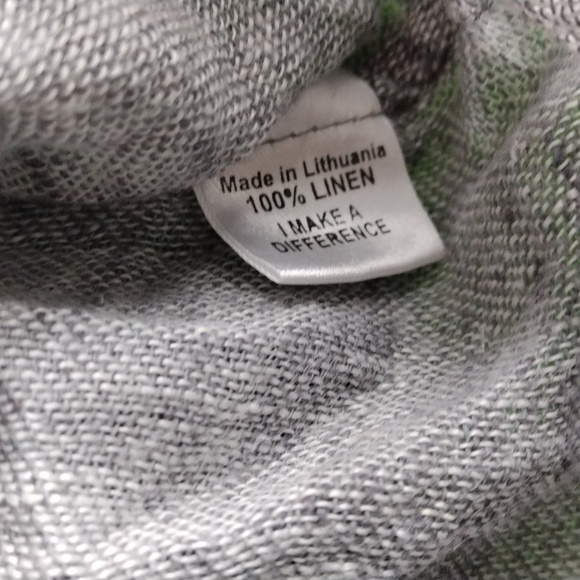 Made in Lithuania
100% LINEN
I MAKE A
DIFFERENCE